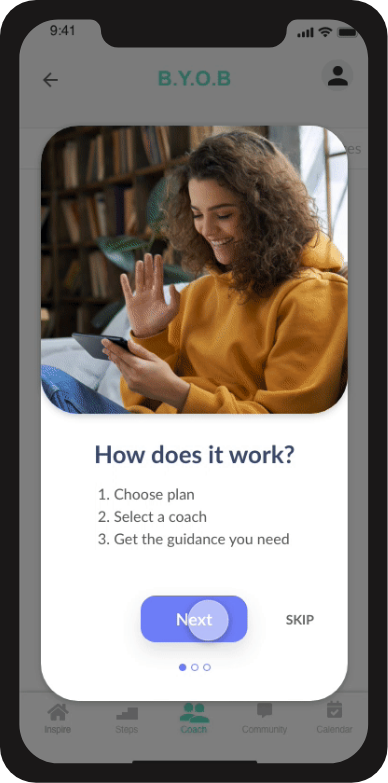 9:41
B.Y.O.B
es
How does it work?
1. Choose plan
2. Select a coach
3. Get the guidance you need
Next
SKIP
Inspire
Steps
Coach
Community
Calendar